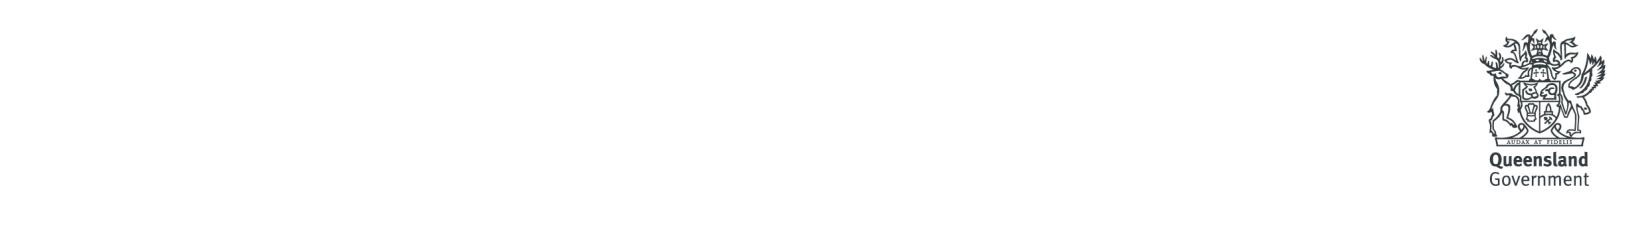 AUDAX AT FIDELIS
Queensland
Government